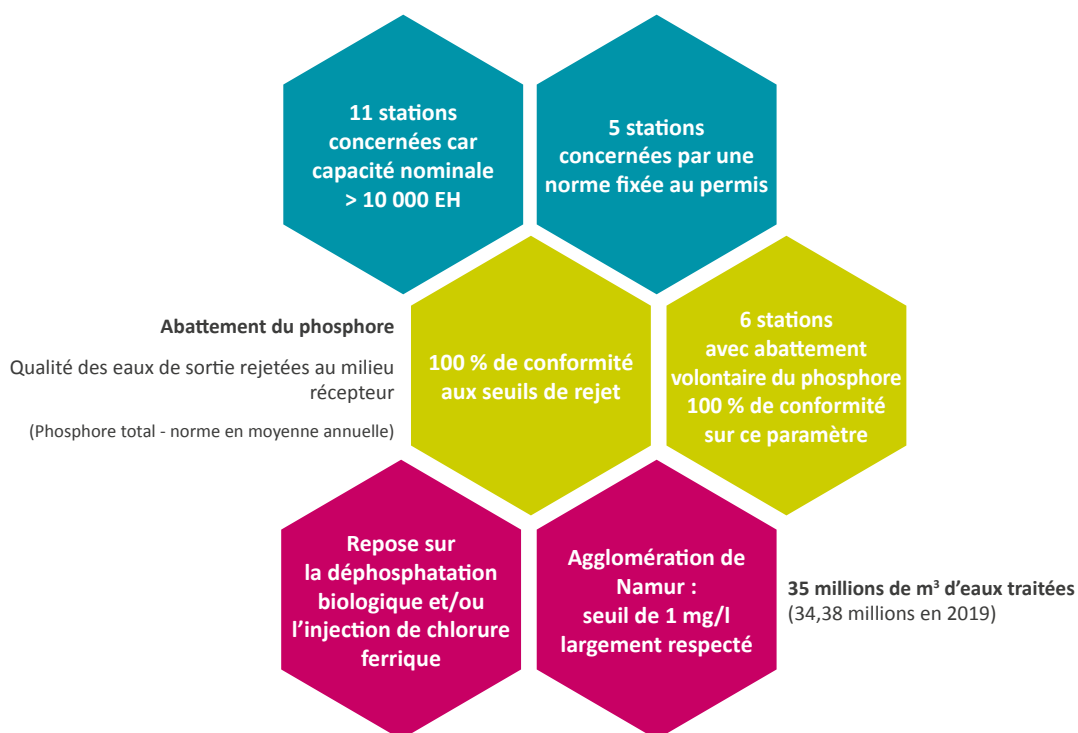 11 stations
concernées car
capacité nominale
> 10 000 EH
5 stations
concernées par une
norme fixée au permis
Abattement du phosphore
Qualité des eaux de sortie rejetées au milieu
récepteur
(Phosphore total - norme en moyenne annuelle)
100 % de conformité
aux seuils de rejet
6 stations
avec abattement
volontaire du phosphore
100 % de conformité
sur ce paramètre
Repose sur
la déphosphatation
biologique et/ou
l’injection de chlorure
ferrique
Agglomération de
Namur :
seuil de 1 mg/l
largement respecté
35 millions de m³ d’eaux traitées
(34,38 millions en 2019)